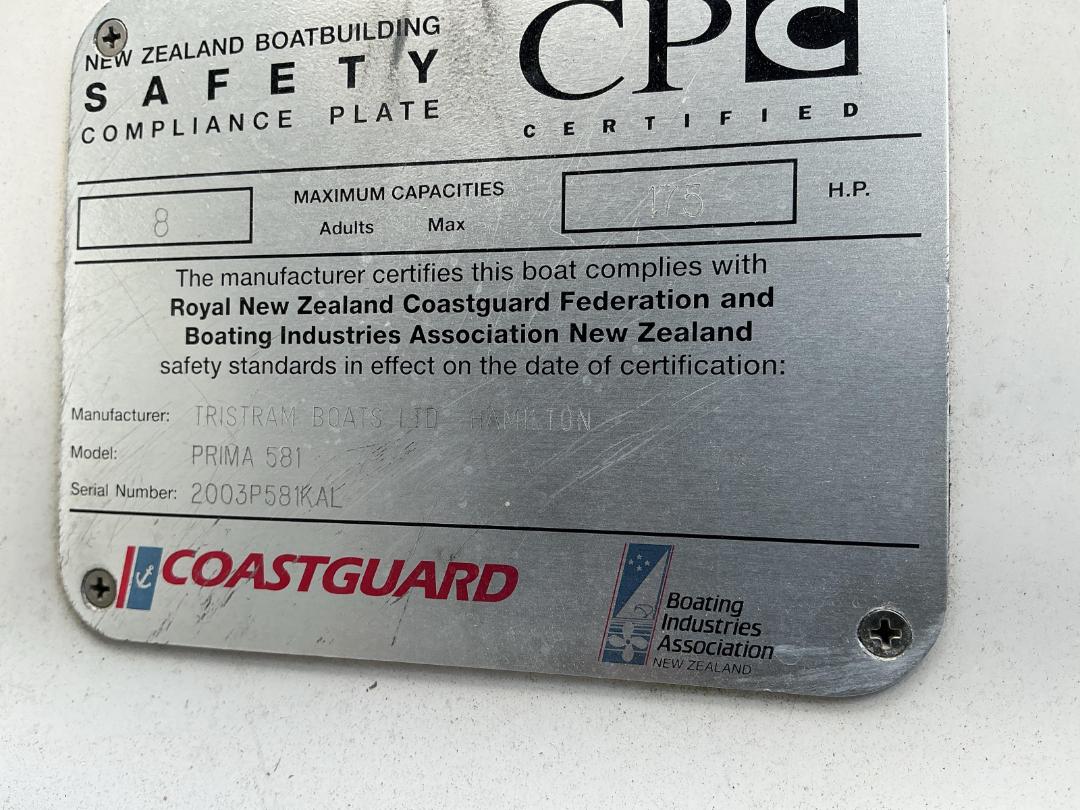 NEW ZEALAND BOATBUILDING
SAFETY
COMPLIANCE PLATE
CPC
CERTIFIED
8
MAXIMUM CAPACITIES
Adults Max
175
H.P.
The manufacturer certifies this boat complies with
Royal New Zealand Coastguard Federation and
Boating Industries Association New Zealand
safety standards in effect on the date of certification:
Manufacturer: TRISTRAM BOATS LTD HAMILTON
Model: PRIMA 581
Serial Number: 2003P581KAL
COASTGUARD
Boating
Industries
Association
NEW ZEALAND